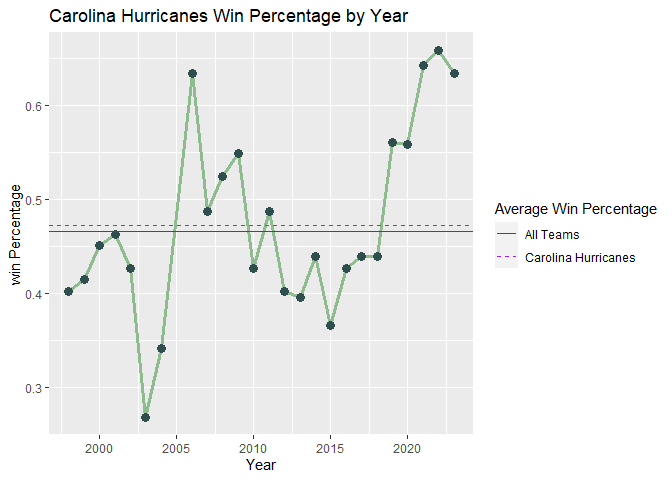 Carolina Hurricanes Win Percentage by Year
0.6
0.5
0.4
0.3
win Percentage
2000 2005 2010 2015 2020
Year
Average Win Percentage
All Teams
Carolina Hurricanes